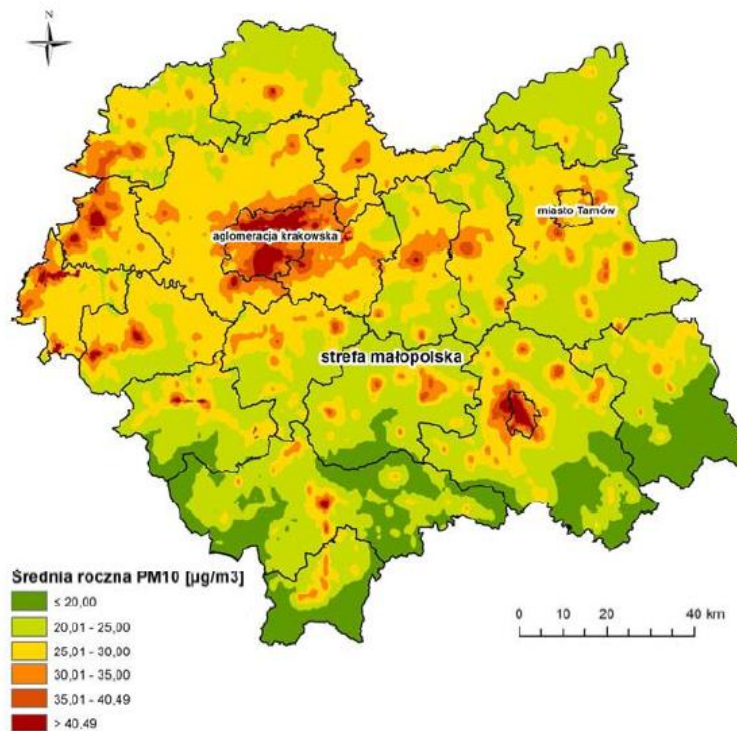 N
aglomeracja krakowska
miasto Tarnów
strefa małopolska
Średnia roczna PM10 [µg/m3]
≤ 20,00
20,01 - 25,00
25,01 - 30,00
30,01 - 35,00
35,01 - 40,49
> 40,49
0 10 20 40 km